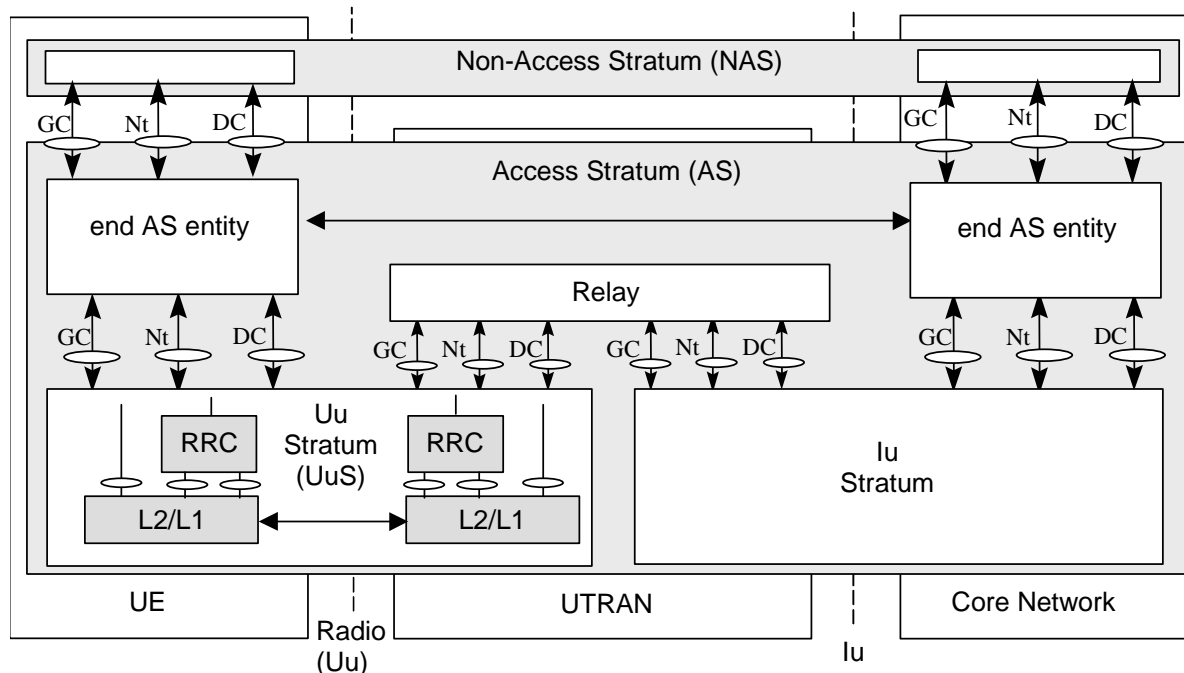 Non-Access Stratum (NAS)
GC Nt DC GC Nt DC
Access Stratum (AS)
end AS entity end AS entity
Relay
GC Nt DC GC Nt DC GC Nt DC GC Nt DC
Uu
Stratum
(UuS)
RRC RRC
L2/L1 L2/L1
Iu
Stratum
UE UTRAN Core Network
Radio
(Uu)
Iu